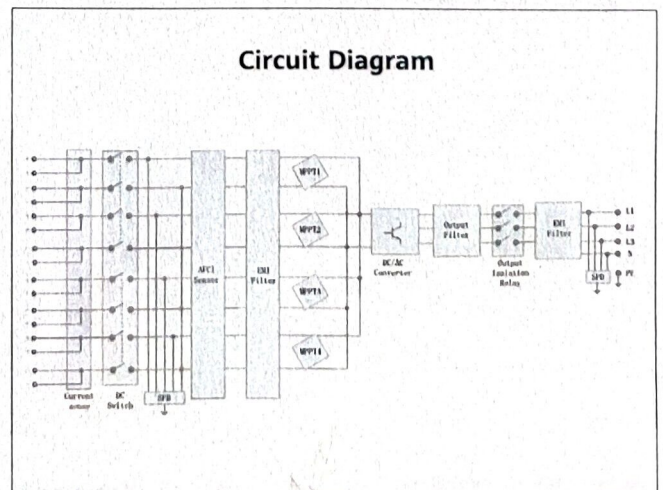 Circuit Diagram
MPPT1
MPPT2
MPPT3
MPPT4
AFCI
Sensor
EMI
Filter
DC/AC
Converter
Output
Filter
Output
Isolation
Relay
EMI
Filter
L1
L2
L3
N
PE
SPD
Current
DC
Switch
SPD